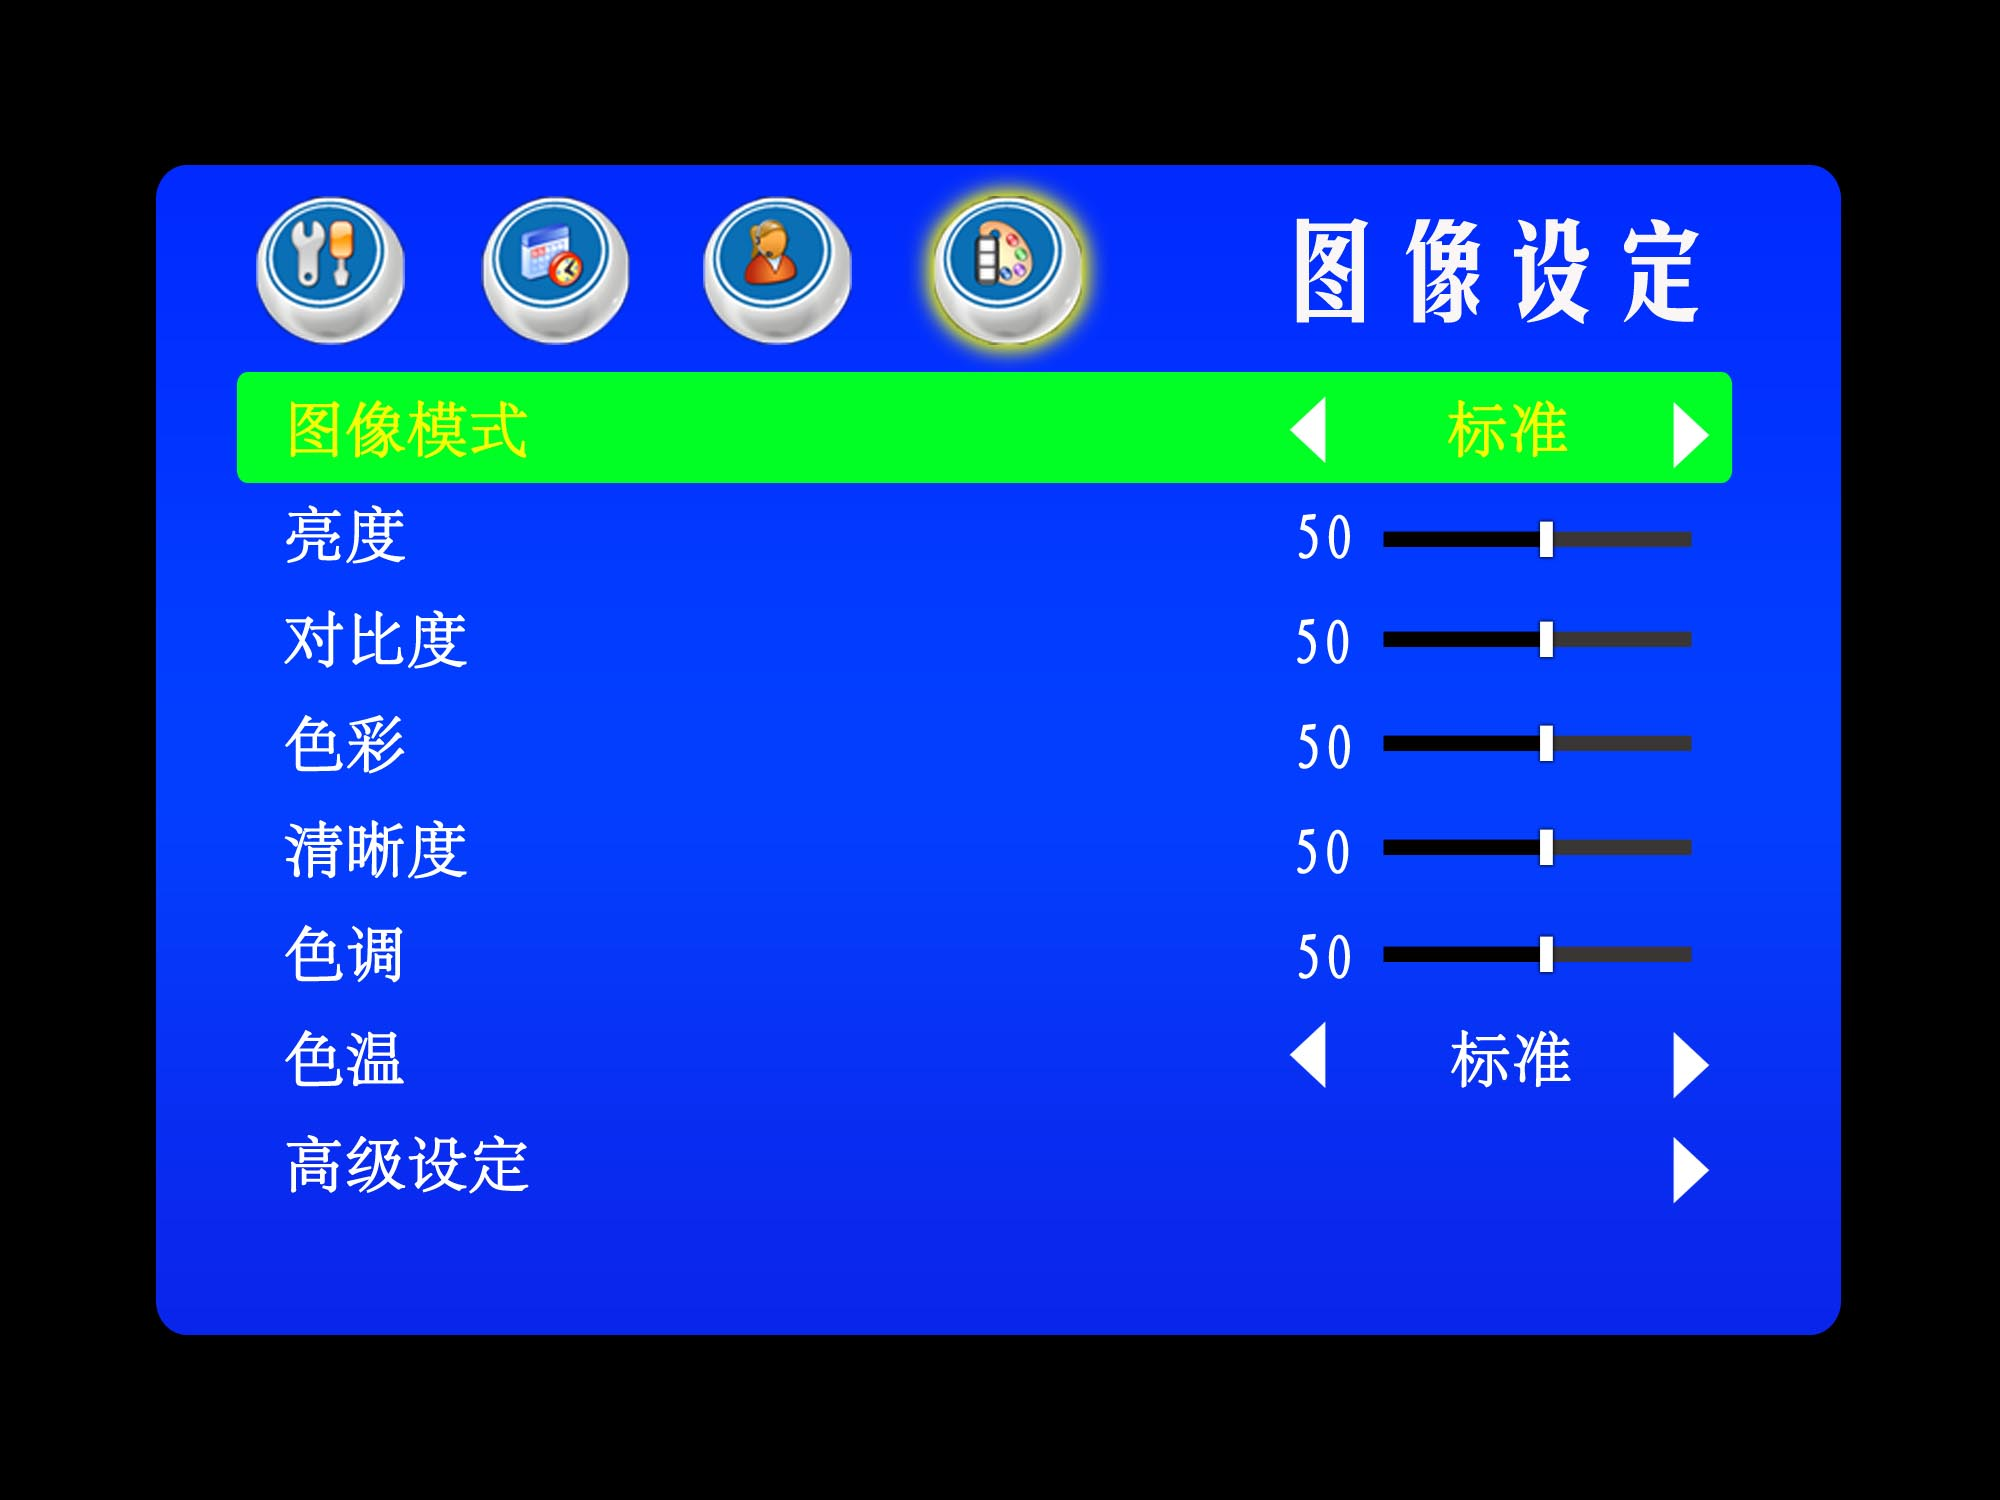 图像设定
图像模式 标准
亮度 50
对比度 50
色彩 50
清晰度 50
色调 50
色温 标准
高级设定